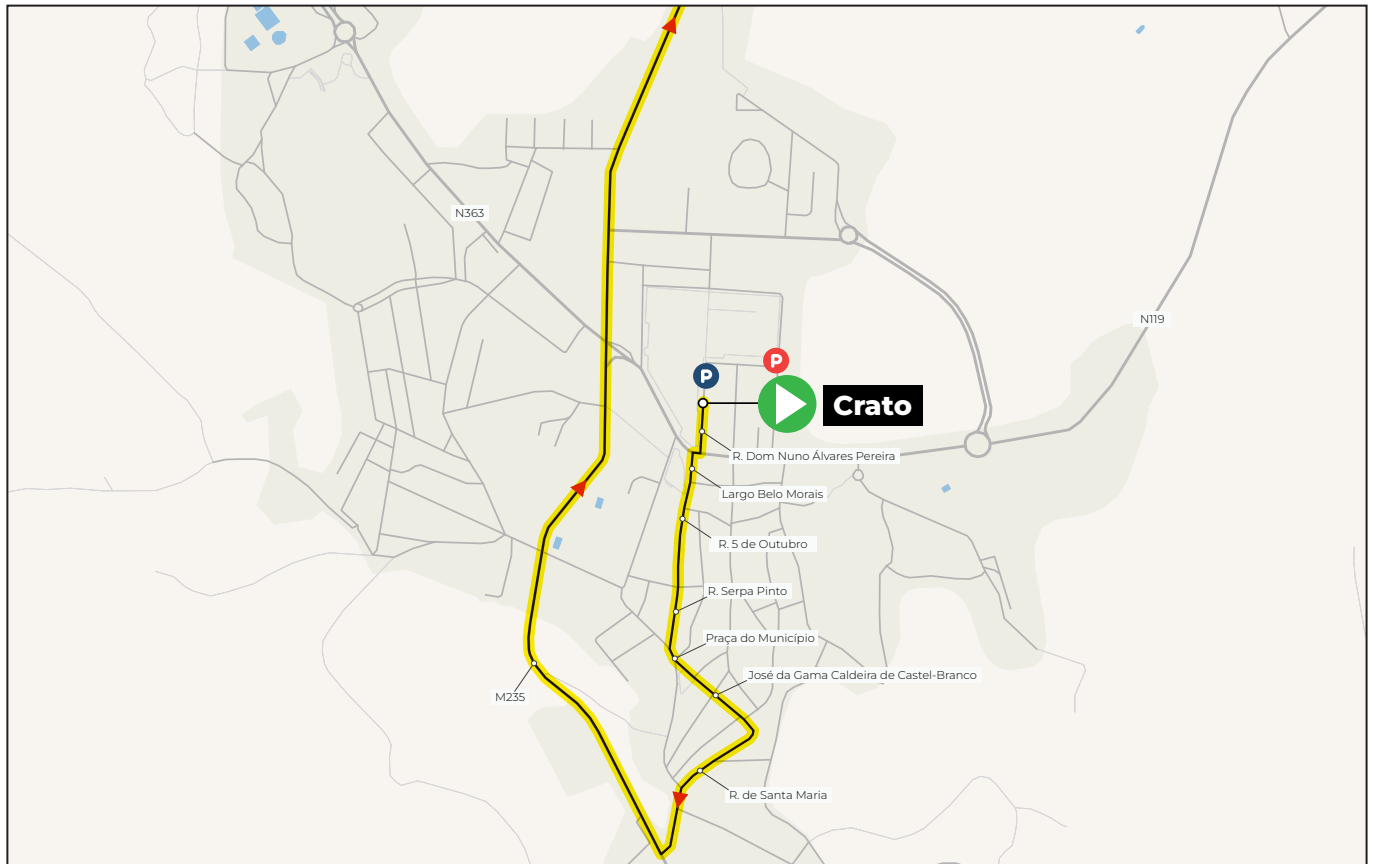 N363
N119
P
P
Crato
R. Dom Nuno Álvares Pereira
Largo Belo Morais
R. 5 de Outubro
R. Serpa Pinto
Praça do Município
José da Gama Caldeira de Castel-Branco
M235
R. de Santa Maria